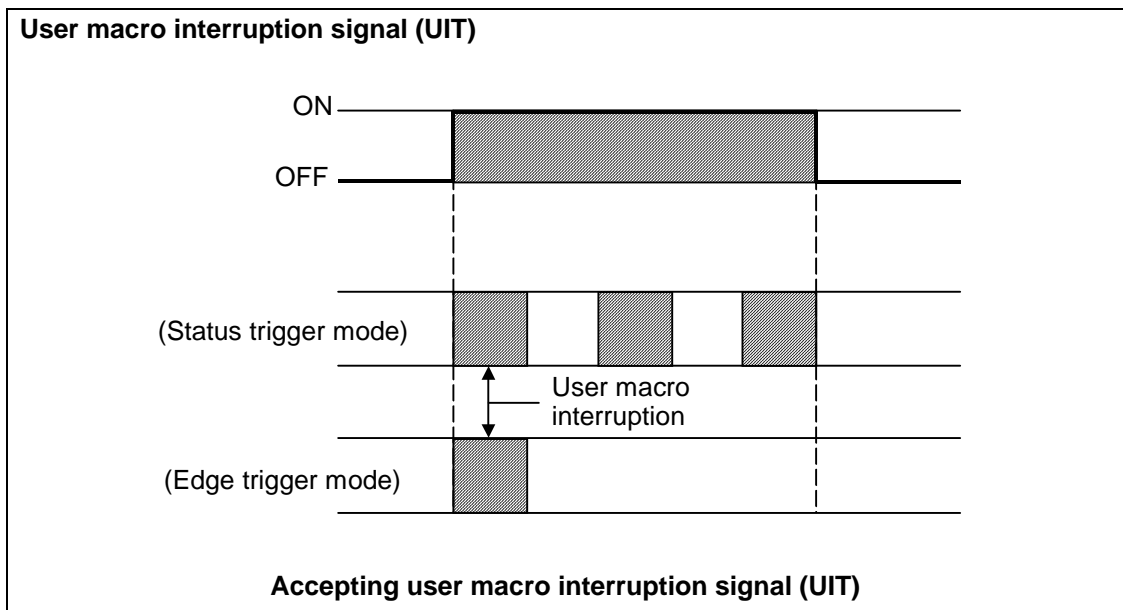 User macro interruption signal (UIT)
ON
OFF
(Status trigger mode)
User macro
interruption
(Edge trigger mode)
Accepting user macro interruption signal (UIT)